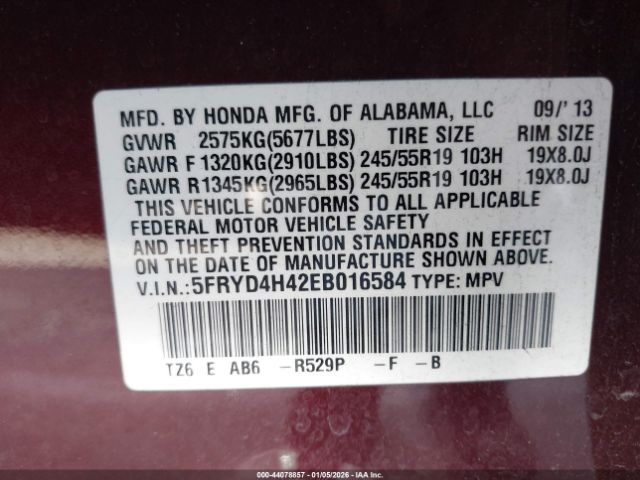 MFD. BY HONDA MFG. OF ALABAMA, LLC 09/' 13
GVWR 2575KG(5677LBS) TIRE SIZE RIM SIZE
GAWR F 1320KG(2910LBS) 245/55R19 103H 19X8.0J
GAWR R1345KG(2965LBS) 245/55R19 103H 19X8.0J
THIS VEHICLE CONFORMS TO ALL APPLICABLE
FEDERAL MOTOR VEHICLE SAFETY
AND THEFT PREVENTION STANDARDS IN EFFECT ON
THE DATE OF MANUFACTURE SHOWN ABOVE.
V.I.N.:5FRYD4H42EB016584 TYPE: MPV
TZ6 E AB6 -R529P -F -B
000-44078857 | 01/05/2026 - IAA Inc.